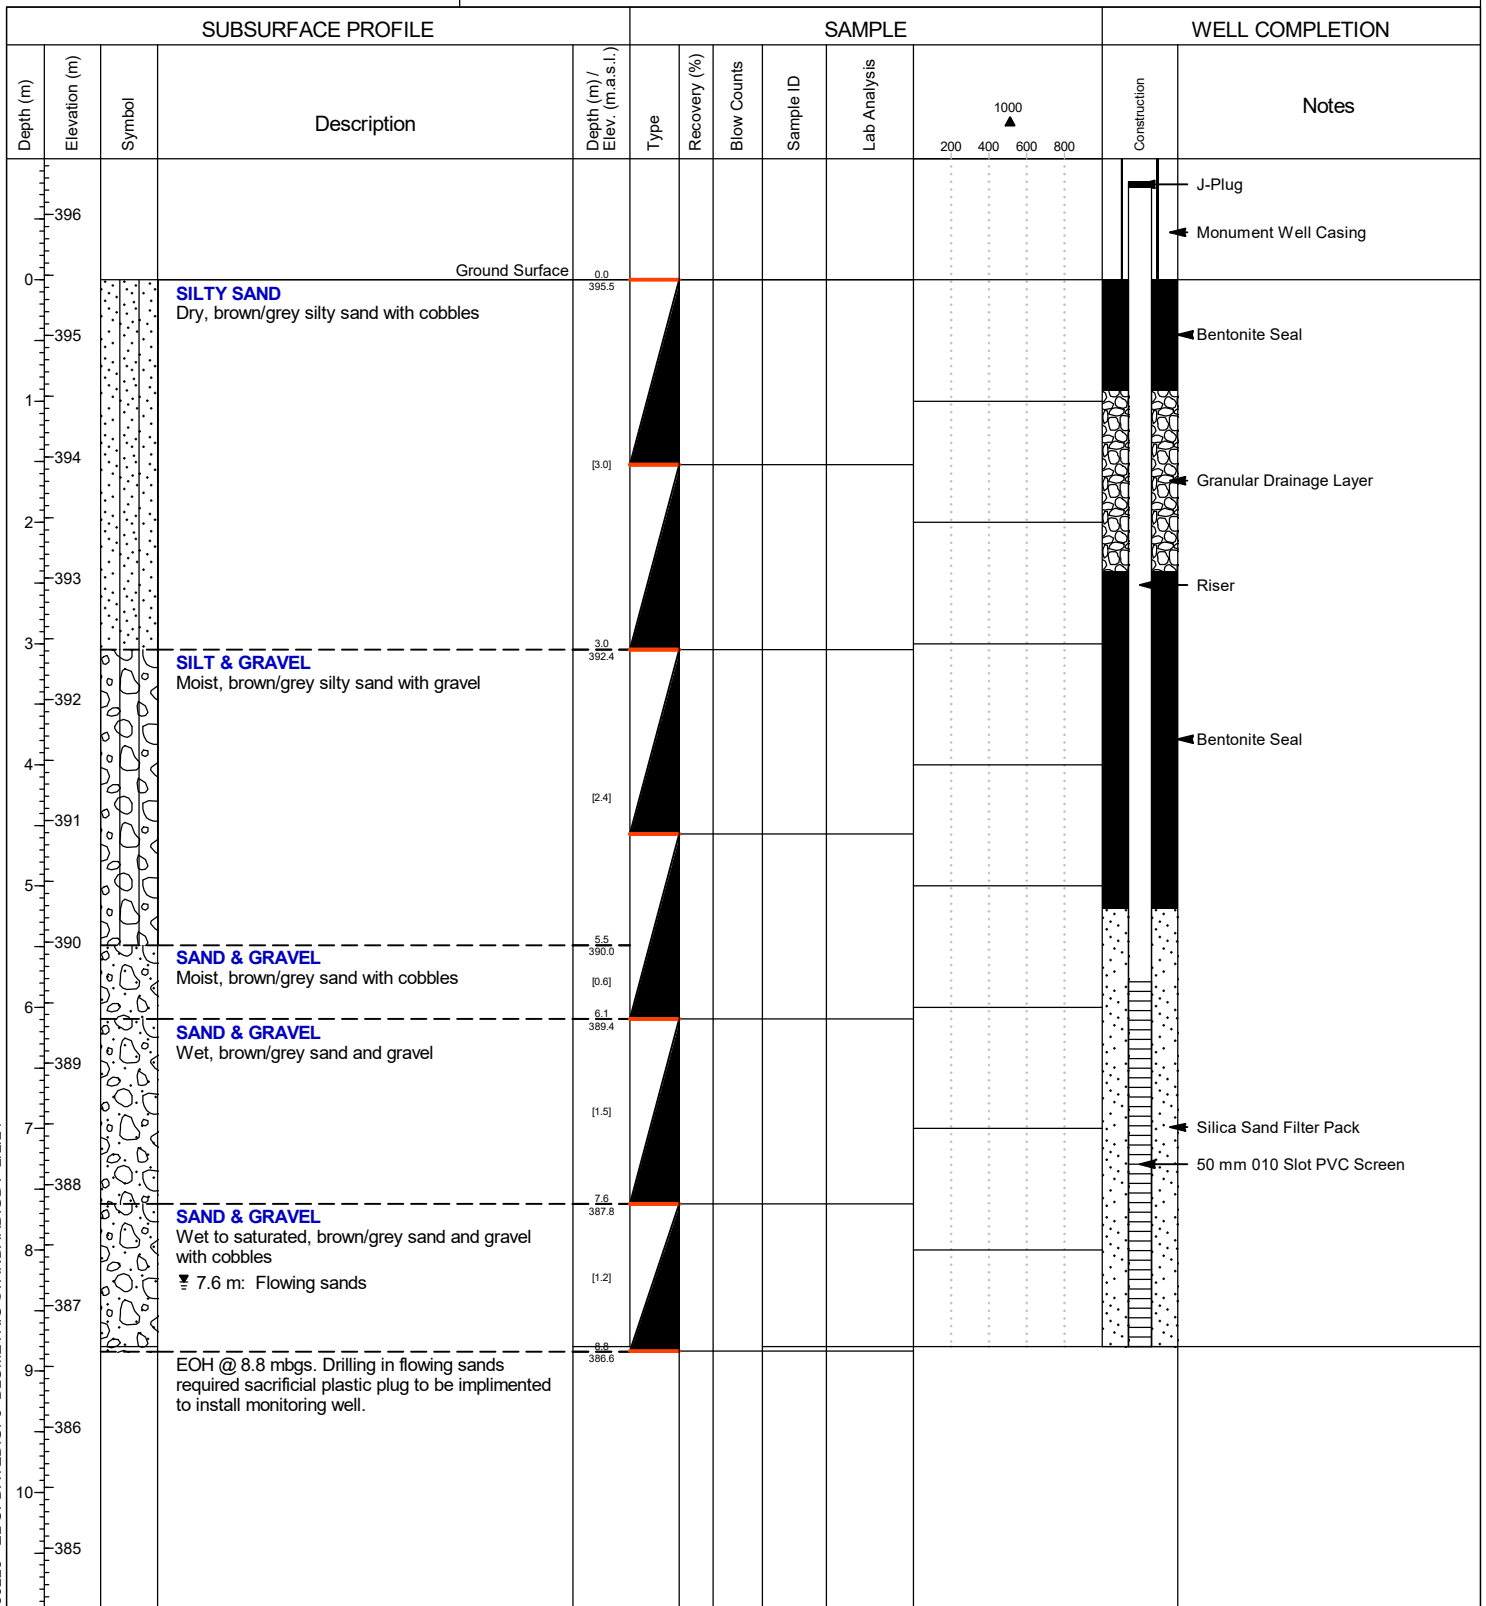 SUBSURFACE PROFILE
SAMPLE
WELL COMPLETION
Depth (m)
Elevation (m)
Symbol
Description
Depth (m) /
Elev. (m.a.s.l.)
Type
Recovery (%)
Blow Counts
Sample ID
Lab Analysis
1000
200 400 600 800
Construction
Notes
J-Plug
396
Monument Well Casing
Ground Surface
0.0
0
395.5
SILTY SAND
Dry, brown/grey silty sand with cobbles
395
Bentonite Seal
1
394
[3.0]
Granular Drainage Layer
2
393
Riser
3
3.0
392.4
SILT & GRAVEL
Moist, brown/grey silty sand with gravel
392
Bentonite Seal
4
[2.4]
391
5
390
5.5
390.0
SAND & GRAVEL
Moist, brown/grey sand with cobbles
[0.6]
6
6.1
389.4
SAND & GRAVEL
Wet, brown/grey sand and gravel
389
[1.5]
7
Silica Sand Filter Pack
50 mm 010 Slot PVC Screen
388
7.6
387.8
SAND & GRAVEL
Wet to saturated, brown/grey sand and gravel
with cobbles
8
[1.2]
7.6 m: Flowing sands
387
8.8
386.6
EOH @ 8.8 mbgs. Drilling in flowing sands
required sacrificial plastic plug to be implimented
to install monitoring well.
9
386
10
385